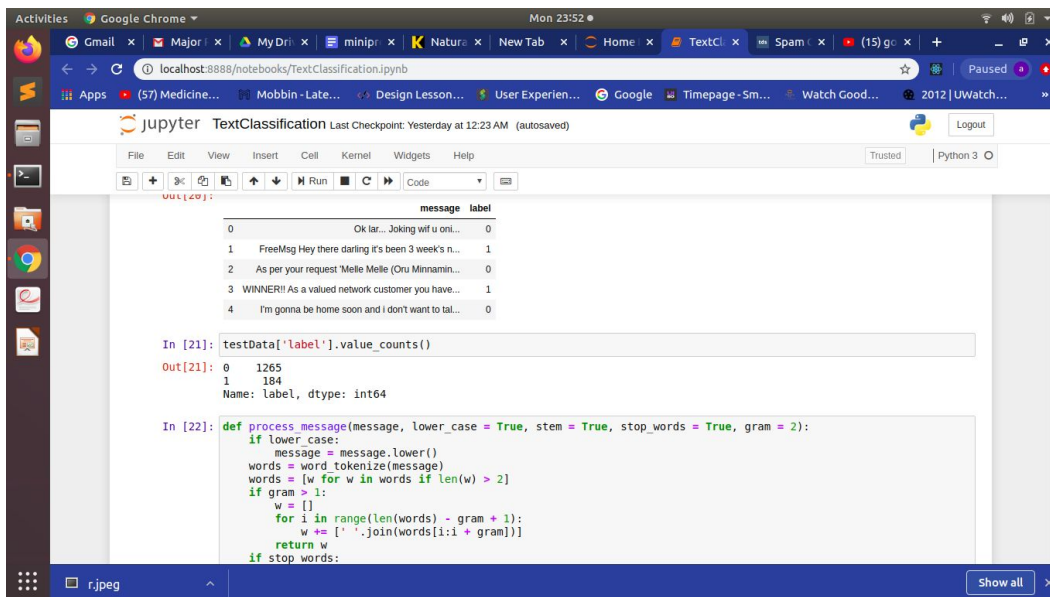 Activities Google Chrome Mon 23:52
Gmail × Major F × My Driv × minipro × Natura × New Tab × Home × TextCl × Spam C × (15) go × +
localhost:8888/notebooks/TextClassification.ipynb Paused a
Apps (57) Medicine... Mobbin - Late... Design Lesson... User Experien... Google Timepage - Sm... Watch Good... 2012 | UWatch... »
jupyter TextClassification Last Checkpoint: Yesterday at 12:23 AM (autosaved) Logout
File Edit View Insert Cell Kernel Widgets Help Trusted Python 3
Run Code
Out[20]:
message label
0 Ok lar... Joking wif u oni... 0
1 FreeMsg Hey there darling it's been 3 week's n... 1
2 As per your request 'Melle Melle (Oru Minnamin... 0
3 WINNER!! As a valued network customer you have... 1
4 I'm gonna be home soon and i don't want to tal... 0
In [21]: testData['label'].value_counts()
Out[21]: 0 1265
1 184
Name: label, dtype: int64
In [22]: def process_message(message, lower_case = True, stem = True, stop_words = True, gram = 2):
if lower_case:
message = message.lower()
words = word_tokenize(message)
words = [w for w in words if len(w) > 2]
if gram > 1:
w = []
for i in range(len(words) - gram + 1):
w += [' '.join(words[i:i + gram])]
return w
if stop_words:
r.jpeg Show all